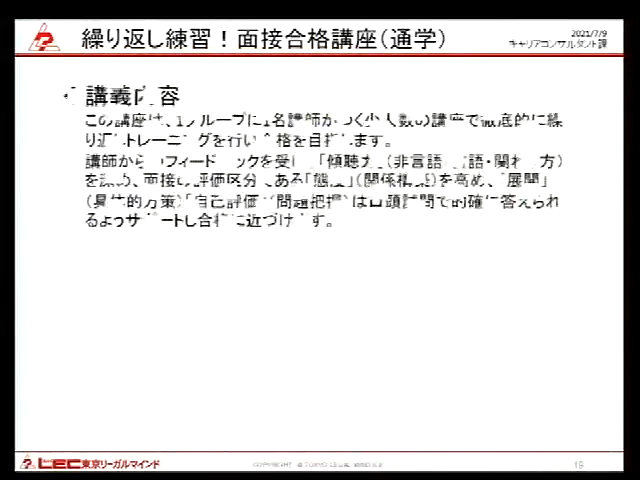 繰り返し練習！面接合格講座（通学）
2021/7/9
キャリアコンサルタント課
講義内容
この講座は、1グループに1名講師がつく少人数の講座で徹底的に繰
り返しトレーニングを行い合格を目指します。
講師からのフィードバックを受け「傾聴力」（非言語・言語・関わり方）
を深め、面接の評価区分である「態度」（関係構築）を高め、「展開」
（具体的方策）「自己評価」（問題把握）は口頭試問で的確に答えられ
るようサポートし合格に近づけます。
LEC東京リーガルマインド
COPYRIGHT © TOKYO LEGAL MIND K.K
19